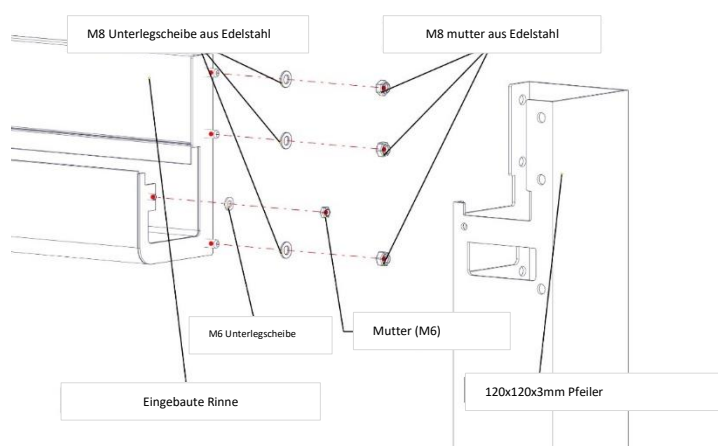 M8 Unterlegscheibe aus Edelstahl
M8 mutter aus Edelstahl
M6 Unterlegscheibe
Mutter (M6)
Eingebaute Rinne
120x120x3mm Pfeiler